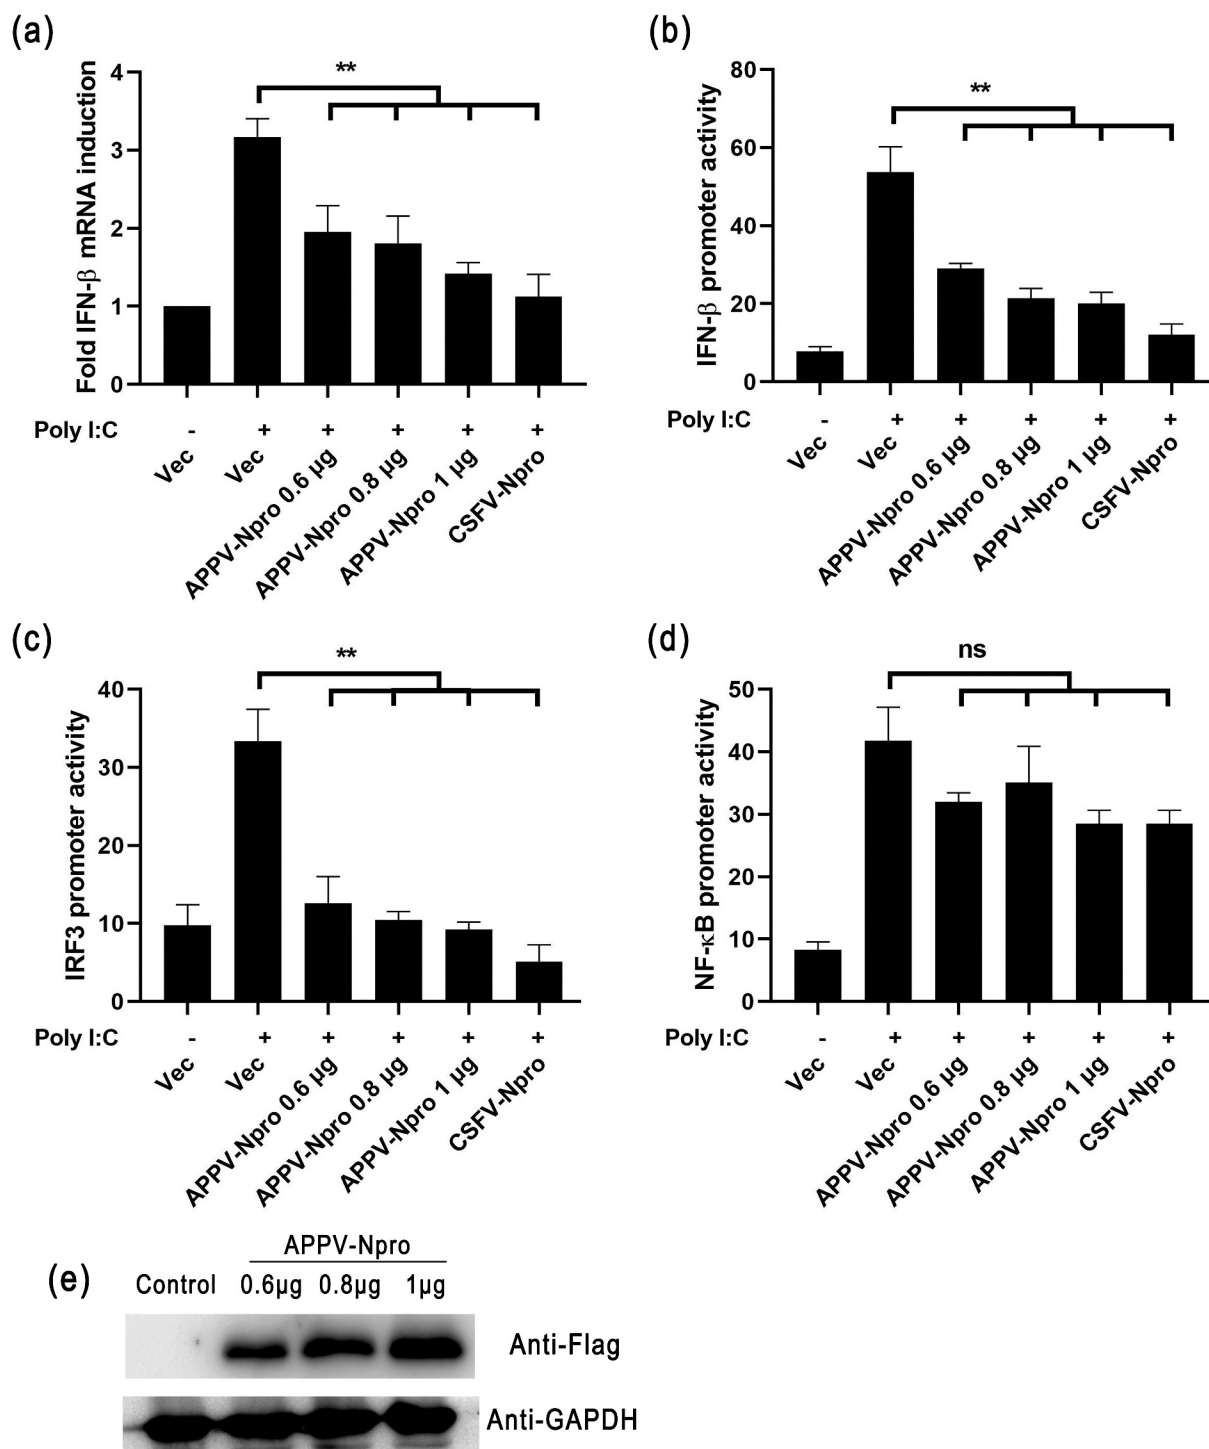 (a)
Fold IFN-β mRNA induction
4
3
2
1
0
**
Poly I:C - + + + + +
Vec
Vec
APPV-Npro 0.6 μg
APPV-Npro 0.8 μg
APPV-Npro 1 μg
CSFV-Npro
(b)
IFN-β promoter activity
80
60
40
20
0
**
Poly I:C - + + + + +
Vec
Vec
APPV-Npro 0.6 μg
APPV-Npro 0.8 μg
APPV-Npro 1 μg
CSFV-Npro
(c)
IRF3 promoter activity
40
30
20
10
0
**
Poly I:C - + + + + +
Vec
Vec
APPV-Npro 0.6 μg
APPV-Npro 0.8 μg
APPV-Npro 1 μg
CSFV-Npro
(d)
NF-κB promoter activity
50
40
30
20
10
0
ns
Poly I:C - + + + + +
Vec
Vec
APPV-Npro 0.6 μg
APPV-Npro 0.8 μg
APPV-Npro 1 μg
CSFV-Npro
(e)
APPV-Npro
Control 0.6μg 0.8μg 1μg
Anti-Flag
Anti-GAPDH